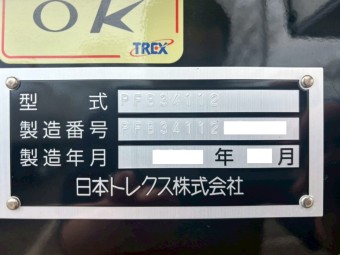 OK
TREX
型式 PFB34112
製造番号 PFB34112
製造年月 年 月
日本トレクス株式会社